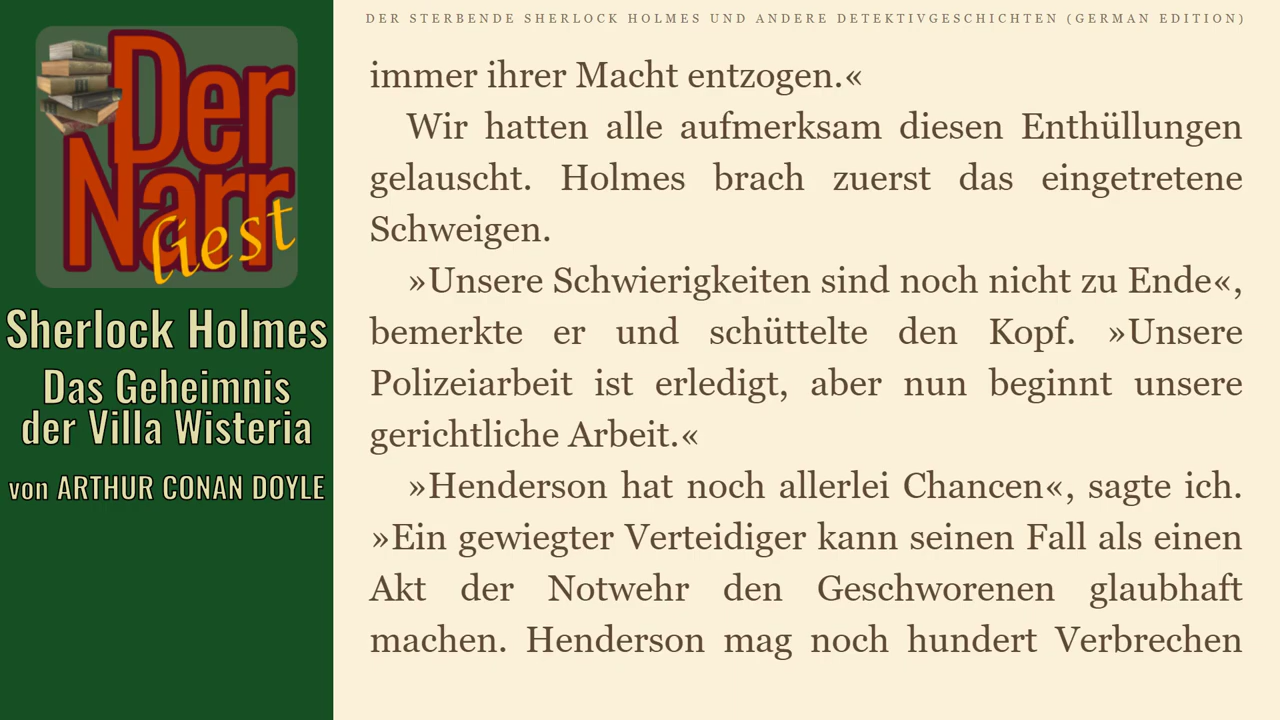 Der
Narr
liest
Sherlock Holmes
Das Geheimnis
der Villa Wisteria
von ARTHUR CONAN DOYLE
DER STERBENDE SHERLOCK HOLMES UND ANDERE DETEKTIVGESCHICHTEN (GERMAN EDITION)
immer ihrer Macht entzogen.«
Wir hatten alle aufmerksam diesen Enthüllungen
gelauscht. Holmes brach zuerst das eingetretene
Schweigen.
»Unsere Schwierigkeiten sind noch nicht zu Ende«,
bemerkte er und schüttelte den Kopf. »Unsere
Polizeiarbeit ist erledigt, aber nun beginnt unsere
gerichtliche Arbeit.«
»Henderson hat noch allerlei Chancen«, sagte ich.
»Ein gewiegter Verteidiger kann seinen Fall als einen
Akt der Notwehr den Geschworenen glaubhaft
machen. Henderson mag noch hundert Verbrechen